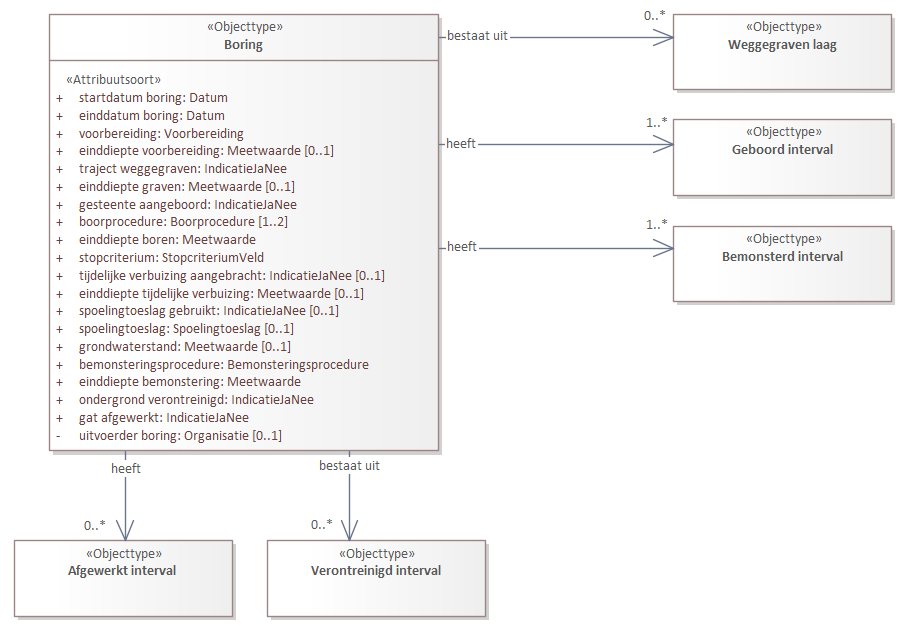 «Objecttype»
Boring
«Attribuutsoort»
+ startdatum boring: Datum
+ einddatum boring: Datum
+ voorbereiding: Voorbereiding
+ einddiepte voorbereiding: Meetwaarde [0..1]
+ traject weggegraven: IndicatieJaNee
+ einddiepte graven: Meetwaarde [0..1]
+ gesteente aangeboord: IndicatieJaNee
+ boorprocedure: Boorprocedure [1..2]
+ einddiepte boren: Meetwaarde
+ stopcriterium: StopcriteriumVeld
+ tijdelijke verbuizing aangebracht: IndicatieJaNee [0..1]
+ einddiepte tijdelijke verbuizing: Meetwaarde [0..1]
+ spoelingtoeslag gebruikt: IndicatieJaNee [0..1]
+ spoelingtoeslag: Spoelingtoeslag [0..1]
+ grondwaterstand: Meetwaarde [0..1]
+ bemonsteringsprocedure: Bemonsteringsprocedure
+ einddiepte bemonstering: Meetwaarde
+ ondergrond verontreinigd: IndicatieJaNee
+ gat afgewerkt: IndicatieJaNee
- uitvoerder boring: Organisatie [0..1]
bestaat uit
0..*
«Objecttype»
Weggegraven laag
heeft
1..*
«Objecttype»
Geboord interval
heeft
1..*
«Objecttype»
Bemonsterd interval
heeft
0..*
«Objecttype»
Afgewerkt interval
bestaat uit
0..*
«Objecttype»
Verontreinigd interval